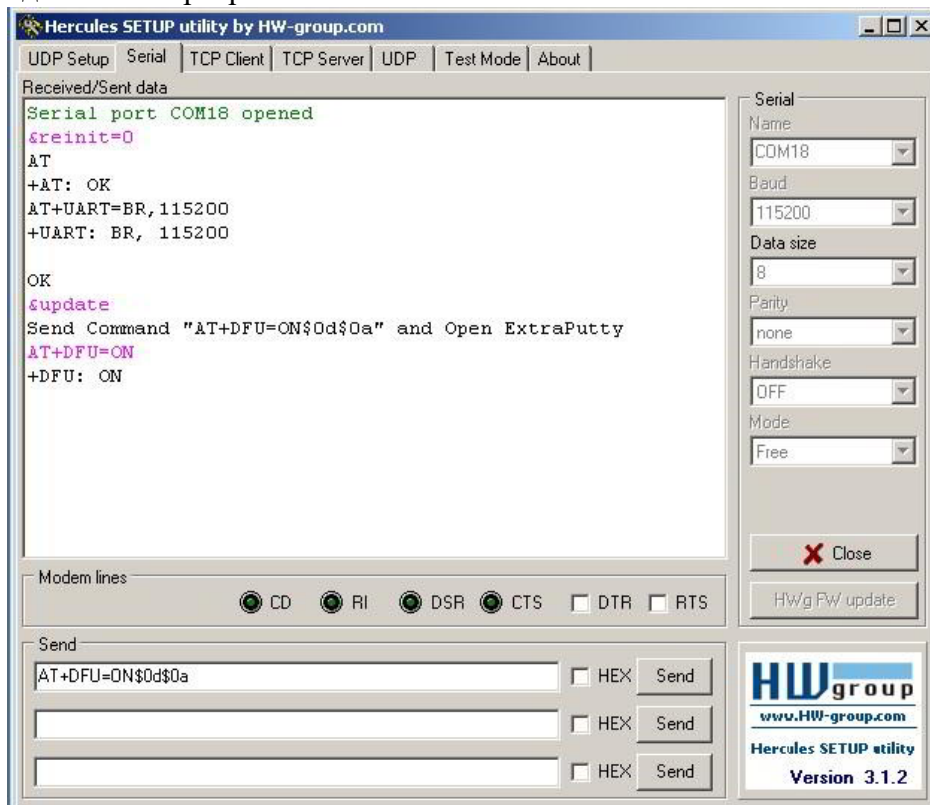 Hercules SETUP utility by HW-group.com
UDP Setup Serial TCP Client TCP Server UDP Test Mode About
Received/Sent data
Serial port COM18 opened
&reinit=0
AT
+AT: OK
AT+UART=BR,115200
+UART: BR, 115200
OK
&update
Send Command "AT+DFU=ON$0d$0a" and Open ExtraPutty
AT+DFU=ON
+DFU: ON
Serial
Name
COM18
Baud
115200
Data size
8
Parity
none
Handshake
OFF
Mode
Free
Close
HWg FW update
Modem lines
CD RI DSR CTS DTR RTS
Send
AT+DFU=ON$0d$0a HEX Send
HEX Send
HEX Send
HW group
www.HW-group.com
Hercules SETUP utility
Version 3.1.2